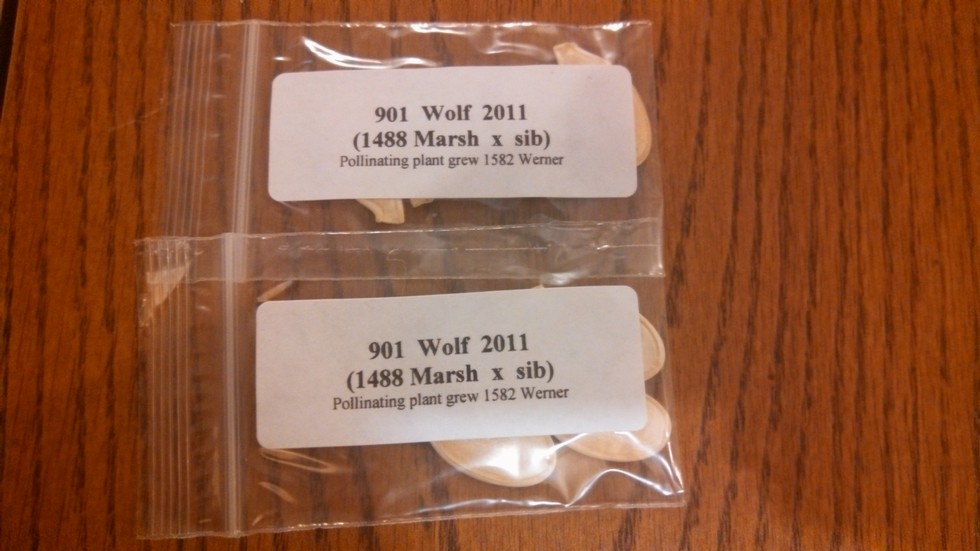 901 Wolf 2011
(1488 Marsh x sib)
Pollinating plant grew 1582 Werner
901 Wolf 2011
(1488 Marsh x sib)
Pollinating plant grew 1582 Werner